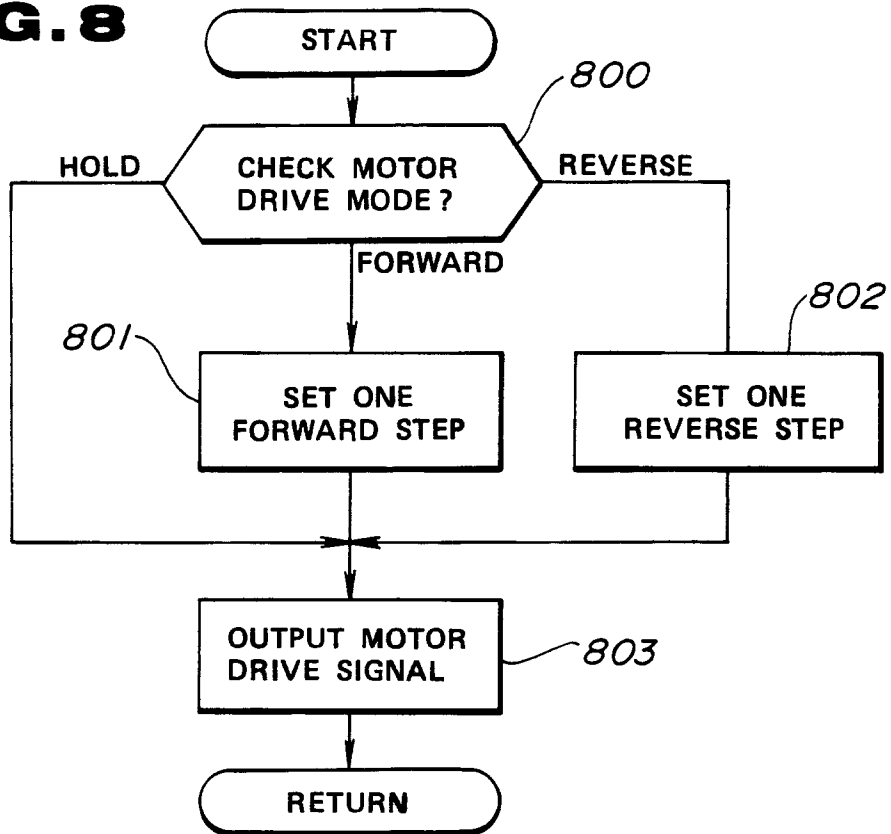 G.8
START
800
HOLD
CHECK MOTOR
DRIVE MODE?
REVERSE
FORWARD
801
802
SET ONE
FORWARD STEP
SET ONE
REVERSE STEP
OUTPUT MOTOR
DRIVE SIGNAL
803
RETURN